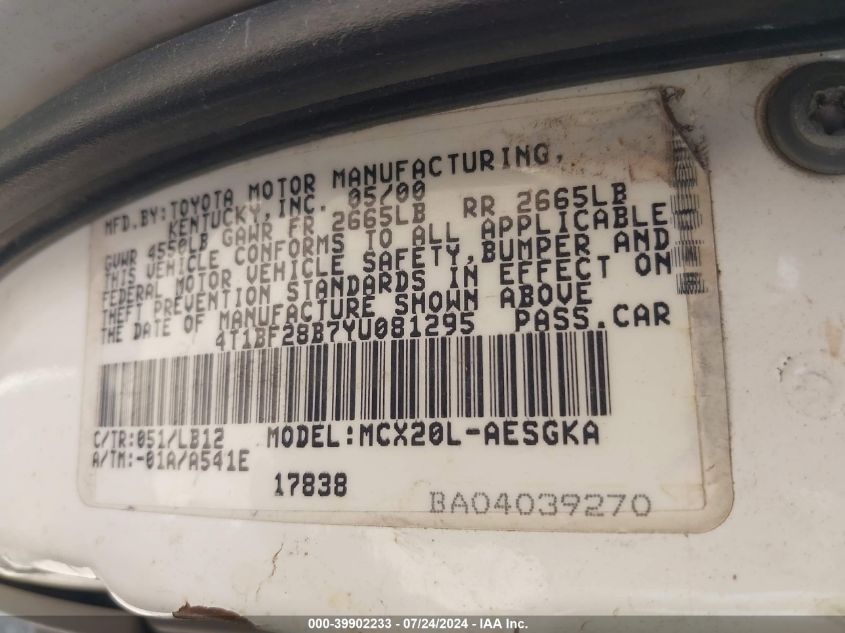 MFD.BY:TOYOTA MOTOR MANUFACTURING,
KENTUCKY,INC. 05/00
GVWR 4550LB GAWR FR 2665LB RR 2665LB
THIS VEHICLE CONFORMS TO ALL APPLICABLE
FEDERAL MOTOR VEHICLE SAFETY,BUMPER AND
THEFT PREVENTION STANDARDS IN EFFECT ON
THE DATE OF MANUFACTURE SHOWN ABOVE
4T1BF28B7YU081295 PASS.CAR
C/TR:051/LB12 MODEL:MCX20L-AESGKA
A/TM:-01A/A541E
17838
BA04039270
000-39902233 - 07/24/2024 - IAA Inc.